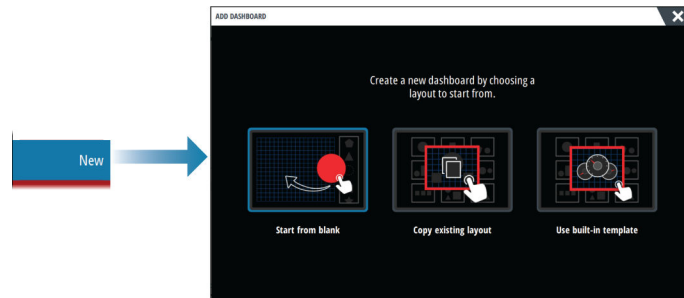 ADD DASHBOARD
Create a new dashboard by choosing a
layout to start from.
New
Start from blank
Copy existing layout
Use built-in template